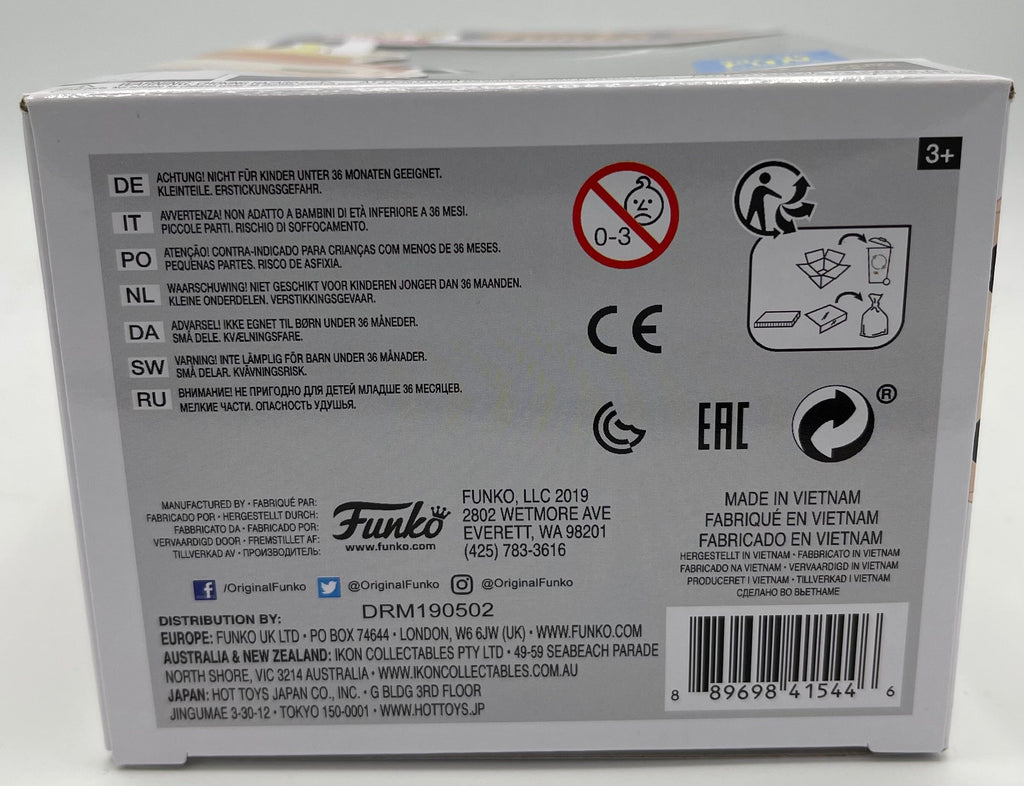 3+
DE ACHTUNG! NICHT FÜR KINDER UNTER 36 MONATEN GEEIGNET.
KLEINTEILE. ERSTICKUNGSGEFAHR.
IT AVVERTENZA! NON ADATTO A BAMBINI DI ETÀ INFERIORE A 36 MESI.
PICCOLE PARTI. RISCHIO DI SOFFOCAMENTO.
PO ATENÇÃO! CONTRA-INDICADO PARA CRIANÇAS COM MENOS DE 36 MESES.
PEQUENAS PARTES. RISCO DE ASFIXIA.
NL WAARSCHUWING! NIET GESCHIKT VOOR KINDEREN JONGER DAN 36 MAANDEN.
KLEINE ONDERDELEN. VERSTIKKINGSGEVAAR.
DA ADVARSEL! IKKE EGNET TIL BØRN UNDER 36 MÅNEDER.
SMÅ DELE. KVÆLNINGSFARE.
SW VARNING! INTE LÄMPLIG FÖR BARN UNDER 36 MÅNADER.
SMÅ DELAR. KVÄVNINGSRISK.
RU ВНИМАНИЕ! НЕ ПРИГОДНО ДЛЯ ДЕТЕЙ МЛАДШЕ 36 МЕСЯЦЕВ.
МЕЛКИЕ ЧАСТИ. ОПАСНОСТЬ УДУШЬЯ.
0-3
CE
EAC
®
MANUFACTURED BY • FABRIQUÉ PAR:
FABRICADO POR • HERGESTELLT DURCH:
FABBRICATO DA • FABRICADO POR:
VERVAARDIGD DOOR • FREMSTILLET AF:
TILLVERKAD AV • ПРОИЗВОДИТЕЛЬ:
Funko
www.funko.com
FUNKO, LLC 2019
2802 WETMORE AVE
EVERETT, WA 98201
(425) 783-3616
MADE IN VIETNAM
FABRIQUÉ EN VIETNAM
FABRICADO EN VIETNAM
HERGESTELLT IN VIETNAM • FABBRICATO IN VIETNAM
FABRICADO NA VIETNAM • VERVAARDIGD IN VIETNAM
PRODUCERET I VIETNAM • TILLVERKAD I VIETNAM
СДЕЛАНО ВО ВЬЕТНАМЕ
/OriginalFunko @OriginalFunko @OriginalFunko
DRM190502
DISTRIBUTION BY:
EUROPE: FUNKO UK LTD • PO BOX 74644 • LONDON, W6 6JW (UK) • WWW.FUNKO.COM
AUSTRALIA & NEW ZEALAND: IKON COLLECTABLES PTY LTD • 49-59 SEABEACH PARADE
NORTH SHORE, VIC 3214 AUSTRALIA • WWW.IKONCOLLECTABLES.COM.AU
JAPAN: HOT TOYS JAPAN CO., INC. • G BLDG 3RD FLOOR
JINGUMAE 3-30-12 • TOKYO 150-0001 • WWW.HOTTOYS.JP
8 89698 41544 6